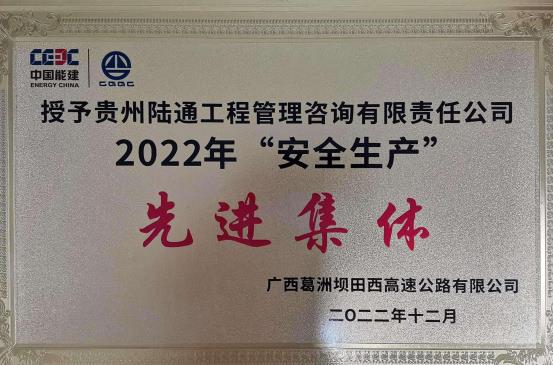 CEEC
中国能建
ENERGY CHINA
CGGC
授予贵州陆通工程管理咨询有限责任公司
2022年“安全生产”
先进集体
广西葛洲坝田西高速公路有限公司
二〇二二年十二月